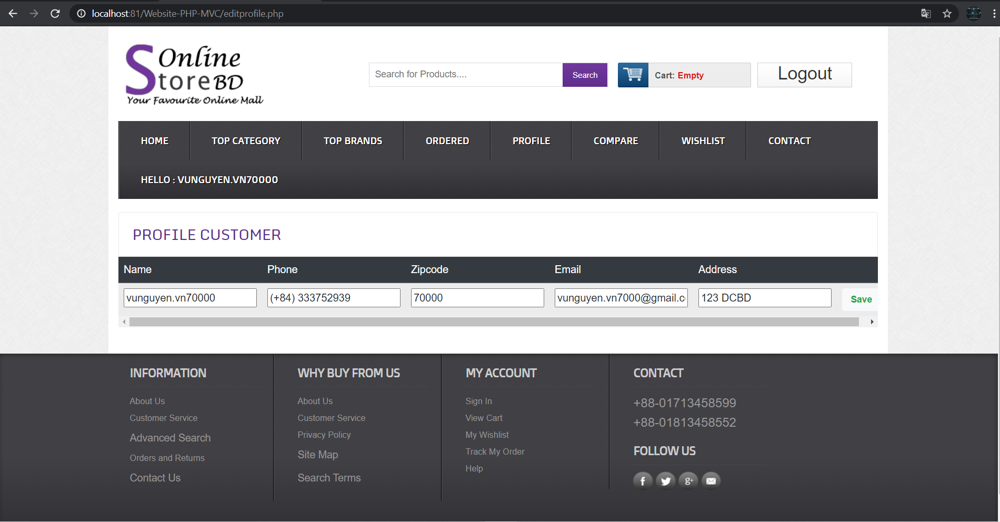 localhost:81/Website-PHP-MVC/editprofile.php
Online
Store BD
Your Favourite Online Mall
Search for Products....
Search
Cart: Empty
Logout
HOME
TOP CATEGORY
TOP BRANDS
ORDERED
PROFILE
COMPARE
WISHLIST
CONTACT
HELLO : VUNGUYEN.VN70000
PROFILE CUSTOMER
Name Phone Zipcode Email Address
vunguyen.vn70000 (+84) 333752939 70000 vunguyen.vn7000@gmail.c 123 DCBD Save
INFORMATION
About Us
Customer Service
Advanced Search
Orders and Returns
Contact Us
WHY BUY FROM US
About Us
Customer Service
Privacy Policy
Site Map
Search Terms
MY ACCOUNT
Sign In
View Cart
My Wishlist
Track My Order
Help
CONTACT
+88-01713458599
+88-01813458552
FOLLOW US